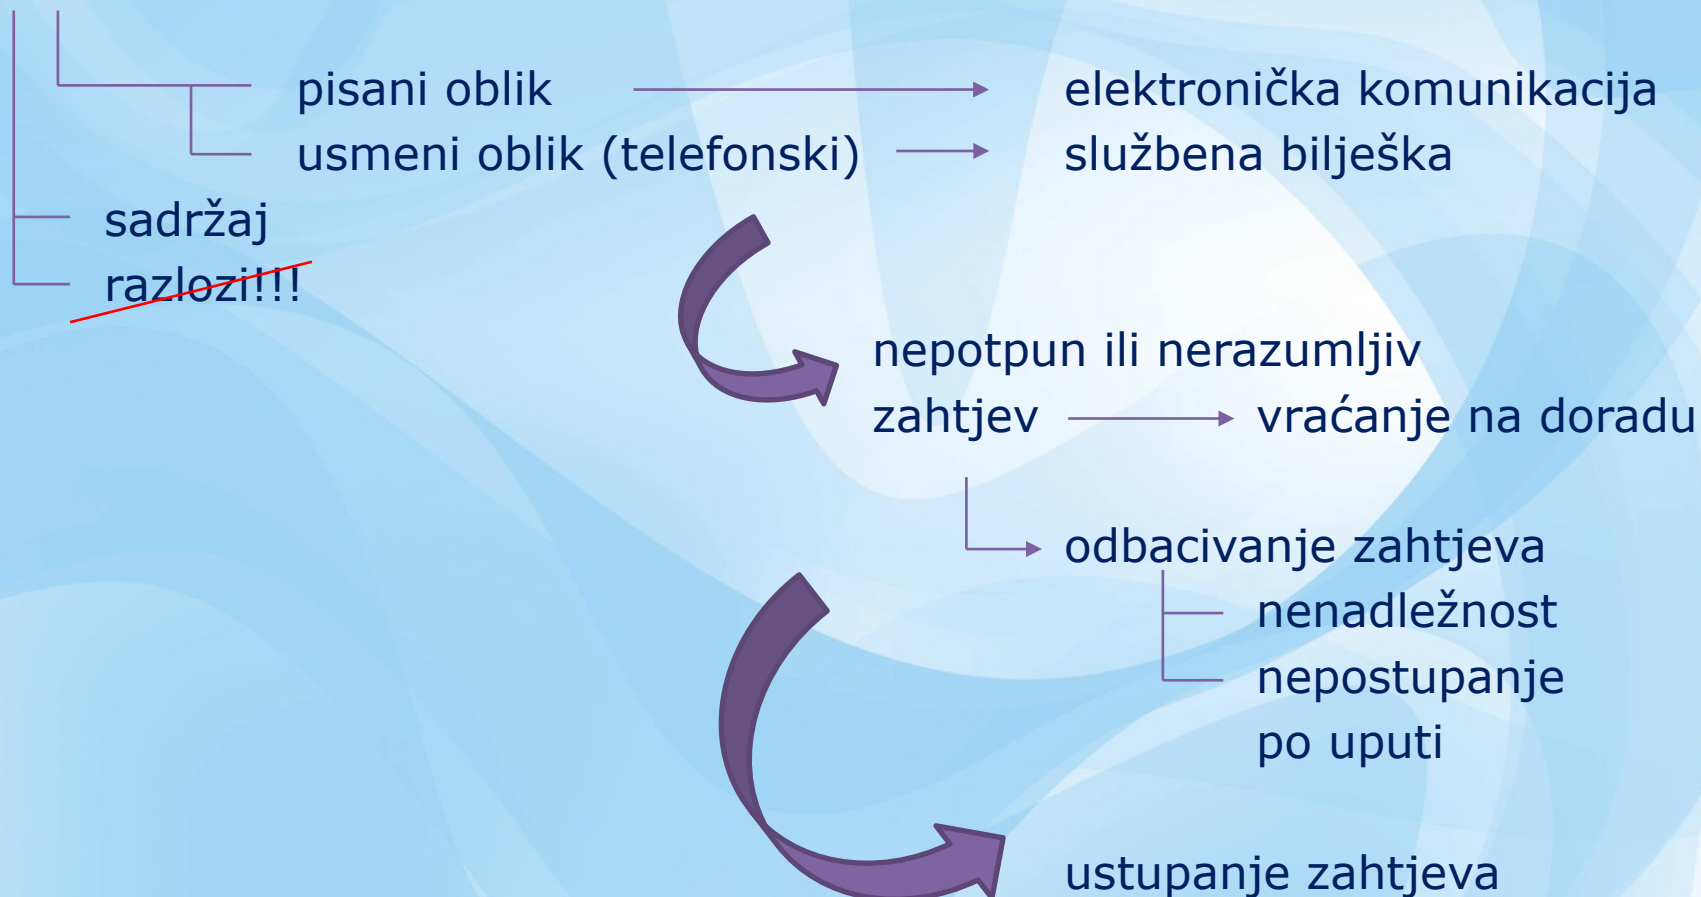 pisani oblik elektronička komunikacija
usmeni oblik (telefonski) službena bilješka
sadržaj
razlozi!!!
nepotpun ili nerazumljiv
zahtjev vraćanje na doradu
odbacivanje zahtjeva
nenadležnost
nepostupanje
po uputi
ustupanje zahtjeva